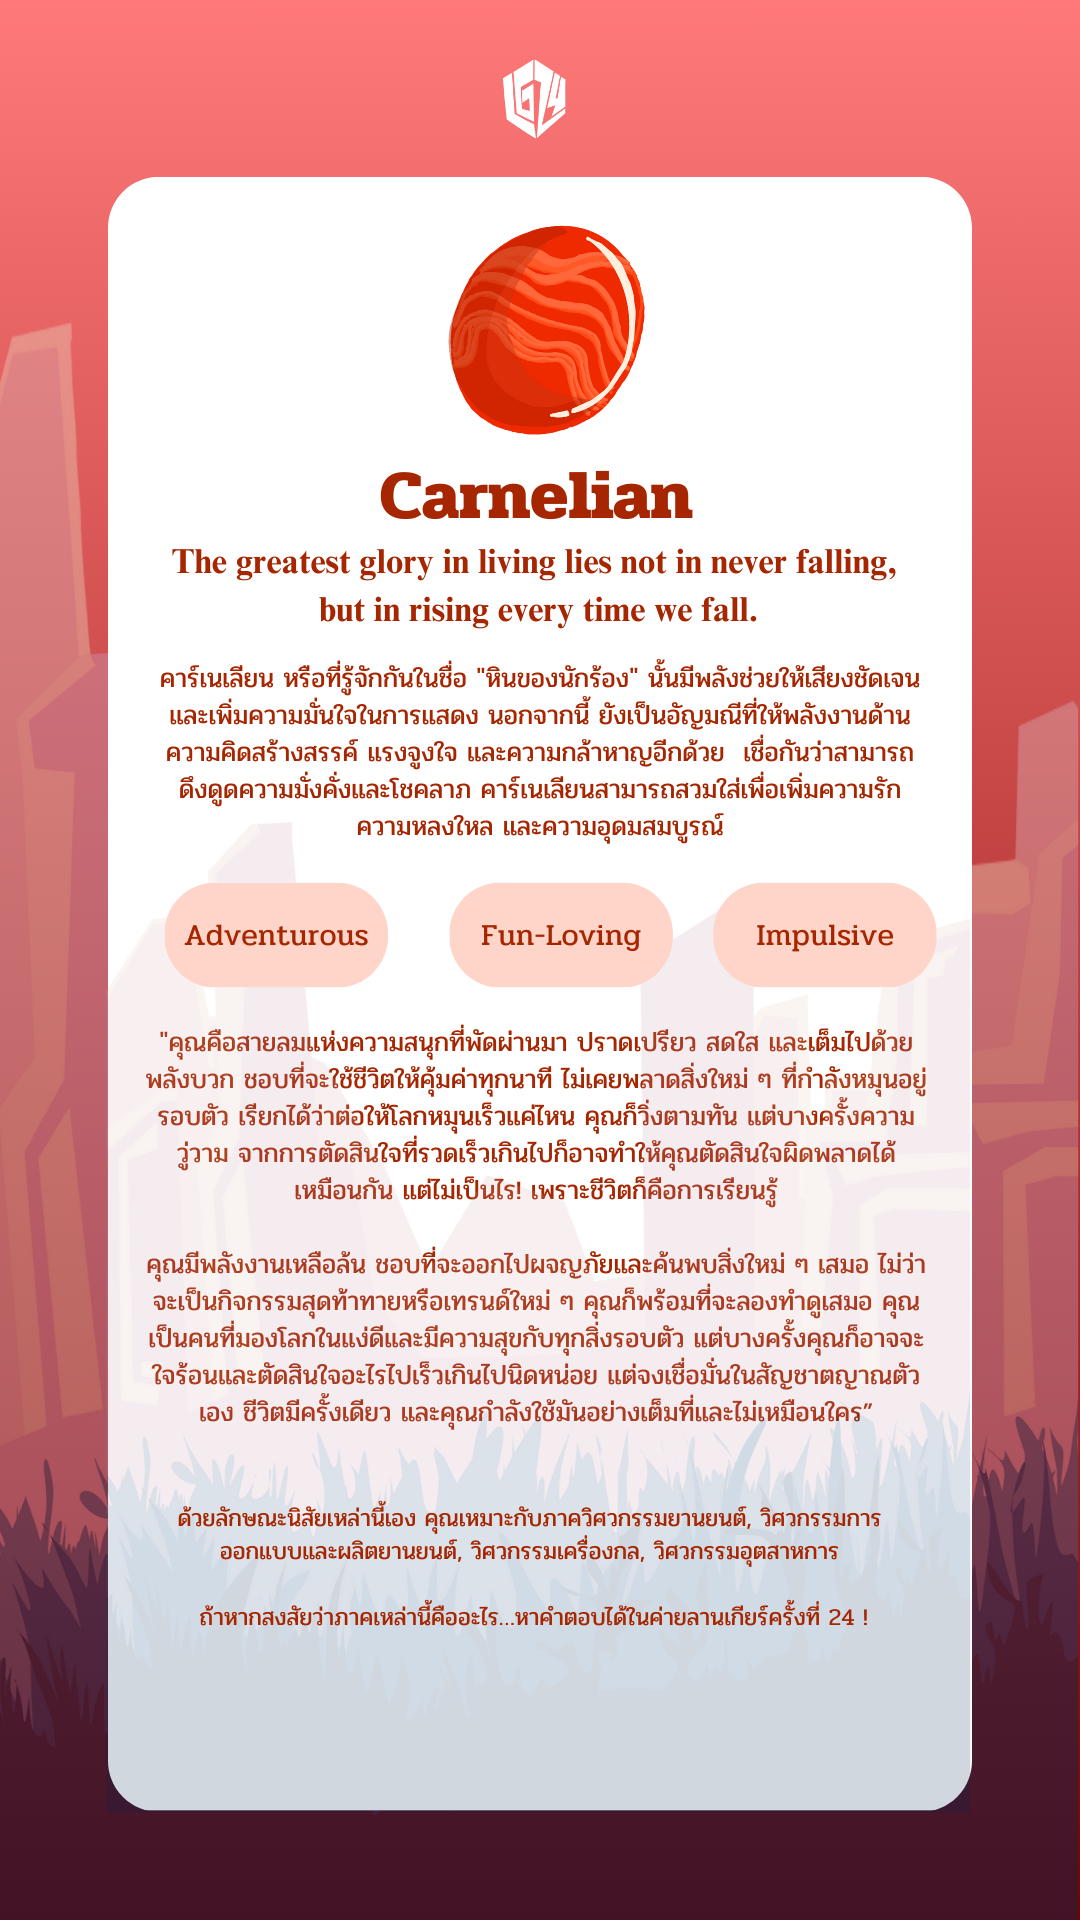 LG24
Carnelian
The greatest glory in living lies not in never falling,
but in rising every time we fall.
คาร์เนเลียน หรือที่รู้จักกันในชื่อ "หินของนักร้อง" นั้นมีพลังช่วยให้เสียงชัดเจน
และเพิ่มความมั่นใจในการแสดง นอกจากนี้ ยังเป็นอัญมณีที่ให้พลังงานด้าน
ความคิดสร้างสรรค์ แรงจูงใจ และความกล้าหาญอีกด้วย เชื่อกันว่าสามารถ
ดึงดูดความมั่งคั่งและโชคลาภ คาร์เนเลียนสามารถสวมใส่เพื่อเพิ่มความรัก
ความหลงใหล และความอุดมสมบูรณ์
Adventurous Fun-Loving Impulsive
"คุณคือสายลมแห่งความสนุกที่พัดผ่านมา ปราดเปรียว สดใส และเต็มไปด้วย
พลังบวก ชอบที่จะใช้ชีวิตให้คุ้มค่าทุกนาที ไม่เคยพลาดสิ่งใหม่ ๆ ที่กำลังหมุนอยู่
รอบตัว เรียกได้ว่าต่อให้โลกหมุนเร็วแค่ไหน คุณก็วิ่งตามทัน แต่บางครั้งความ
วู่วาม จากการตัดสินใจที่รวดเร็วเกินไปก็อาจทำให้คุณตัดสินใจผิดพลาดได้
เหมือนกัน แต่ไม่เป็นไร! เพราะชีวิตก็คือการเรียนรู้
คุณมีพลังงานเหลือล้น ชอบที่จะออกไปผจญภัยและค้นพบสิ่งใหม่ ๆ เสมอ ไม่ว่า
จะเป็นกิจกรรมสุดท้าทายหรือเทรนด์ใหม่ ๆ คุณก็พร้อมที่จะลองทำดูเสมอ คุณ
เป็นคนที่มองโลกในแง่ดีและมีความสุขกับทุกสิ่งรอบตัว แต่บางครั้งคุณก็อาจจะ
ใจร้อนและตัดสินใจอะไรไปเร็วเกินไปนิดหน่อย แต่จงเชื่อมั่นในสัญชาตญาณตัว
เอง ชีวิตมีครั้งเดียว และคุณกำลังใช้มันอย่างเต็มที่และไม่เหมือนใคร”
ด้วยลักษณะนิสัยเหล่านี้เอง คุณเหมาะกับภาควิศวกรรมยานยนต์, วิศวกรรมการ
ออกแบบและผลิตยานยนต์, วิศวกรรมเครื่องกล, วิศวกรรมอุตสาหการ
ถ้าหากสงสัยว่าภาคเหล่านี้คืออะไร...หาคำตอบได้ในค่ายลานเกียร์ครั้งที่ 24 !